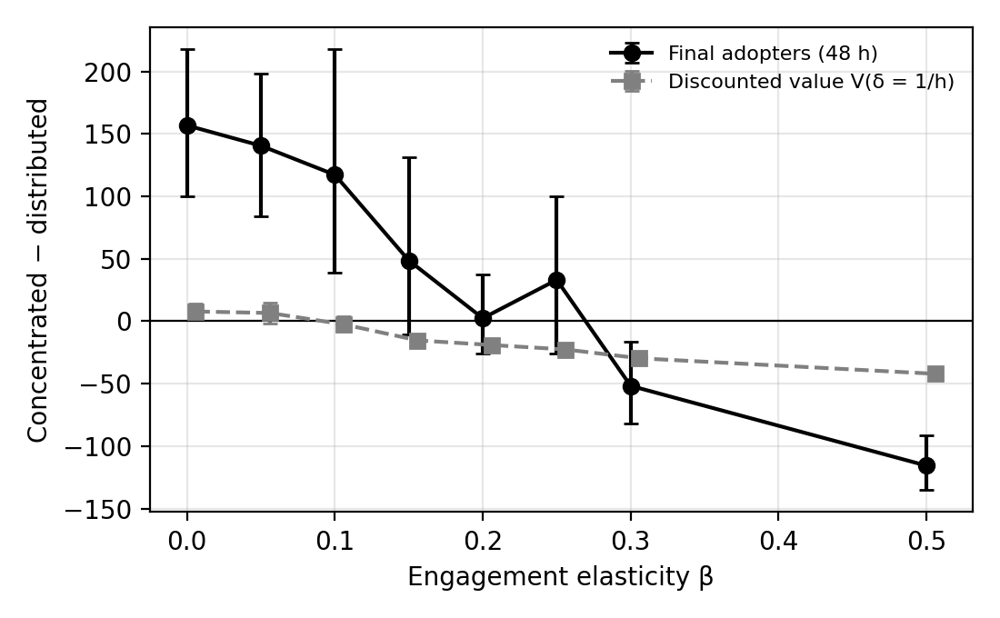 Final adopters (48 h)
Discounted value V(δ = 1/h)
Concentrated − distributed
200
150
100
50
0
−50
−100
−150
0.0 0.1 0.2 0.3 0.4 0.5
Engagement elasticity β